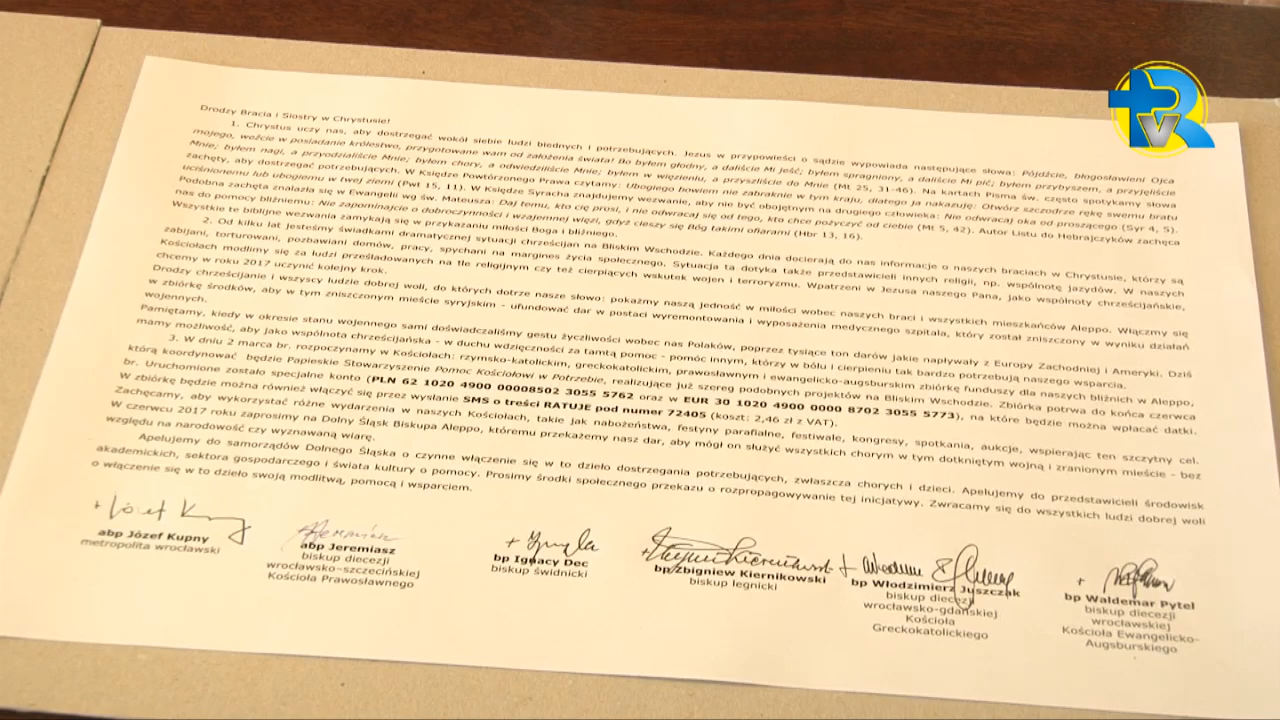 Drodzy Bracia i Siostry w Chrystusie!
1. Chrystus uczy nas, aby dostrzegać wokół siebie ludzi biednych i potrzebujących. Jezus w przypowieści o sądzie wypowiada następujące słowa: Pójdźcie, błogosławieni Ojca
mojego, weźcie w posiadanie królestwo, przygotowane wam od założenia świata! Bo byłem głodny, a daliście Mi jeść; byłem spragniony, a daliście Mi pić; byłem przybyszem, a przyjęliście
Mnie; byłem nagi, a przyodzialiście Mnie; byłem chory, a odwiedziliście Mnie; byłem w więzieniu, a przyszliście do Mnie (Mt 25, 31-46). Na kartach Pisma św. często spotykamy słowa
zachęty, aby dostrzegać potrzebujących. W Księdze Powtórzonego Prawa czytamy: Ubogiego bowiem nie zabraknie w tym kraju, dlatego ja nakazuję: Otwórz szczodrze rękę swemu bratu
uciśnionemu lub ubogiemu w twej ziemi (Pwt 15, 11). W Księdze Syracha znajdujemy wezwanie, aby nie być obojętnym na drugiego człowieka: Nie odwracaj oka od proszącego (Syr 4, 5).
Podobna zachęta znalazła się w Ewangelii wg św. Mateusza: Daj temu, kto cię prosi, i nie odwracaj się od tego, kto chce pożyczyć od ciebie (Mt 5, 42). Autor Listu do Hebrajczyków zachęca
nas do pomocy bliźniemu: Nie zapominajcie o dobroczynności i wzajemnej więzi, gdyż cieszy się Bóg takimi ofiarami (Hbr 13, 16).
Wszystkie te biblijne wezwania zamykają się w przykazaniu miłości Boga i bliźniego.
2. Od kilku lat jesteśmy świadkami dramatycznej sytuacji chrześcijan na Bliskim Wschodzie. Każdego dnia docierają do nas informacje o naszych braciach w Chrystusie, którzy są
zabijani, torturowani, pozbawiani domów, pracy, spychani na margines życia społecznego. Sytuacja ta dotyka także przedstawicieli innych religii, np. wspólnotę jazydów. W naszych
Kościołach modlimy się za ludzi prześladowanych na tle religijnym czy też cierpiących wskutek wojen i terroryzmu. Wpatrzeni w Jezusa naszego Pana, jako wspólnoty chrześcijańskie,
chcemy w roku 2017 uczynić kolejny krok.
Drodzy chrześcijanie i wszyscy ludzie dobrej woli, do których dotrze nasze słowo: pokażmy naszą jedność w miłości wobec naszych braci i wszystkich mieszkańców Aleppo. Włączmy się
w zbiórkę środków, aby w tym zniszczonym mieście syryjskim - ufundować dar w postaci wyremontowania i wyposażenia medycznego szpitala, który został zniszczony w wyniku działań
wojennych.
Pamiętamy, kiedy w okresie stanu wojennego sami doświadczaliśmy gestu życzliwości wobec nas Polaków, poprzez tysiące ton darów jakie napływały z Europy Zachodniej i Ameryki. Dziś
mamy możliwość, aby jako wspólnota chrześcijańska - w duchu wdzięczności za tamtą pomoc - pomóc innym, którzy w bólu i cierpieniu tak bardzo potrzebują naszego wsparcia.
3. W dniu 2 marca br. rozpoczynamy w Kościołach: rzymsko-katolickim, greckokatolickim, prawosławnym i ewangelicko-augsburskim zbiórkę funduszy dla naszych bliźnich w Aleppo,
którą koordynować będzie Papieskie Stowarzyszenie Pomoc Kościołowi w Potrzebie, realizujące już szereg podobnych projektów na Bliskim Wschodzie. Zbiórka potrwa do końca czerwca
br. Uruchomione zostało specjalne konto (PLN 62 1020 4900 00008502 3055 5762 oraz w EUR 30 1020 4900 0000 8702 3055 5773), na które będzie można wpłacać datki.
W zbiórkę będzie można również włączyć się przez wysłanie SMS o treści RATUJE pod numer 72405 (koszt: 2,46 zł z VAT).
Zachęcamy, aby wykorzystać różne wydarzenia w naszych Kościołach, takie jak nabożeństwa, festyny parafialne, festiwale, kongresy, spotkania, aukcje, wspierając ten szczytny cel.
W czerwcu 2017 roku zaprosimy na Dolny Śląsk Biskupa Aleppo, któremu przekażemy nasz dar, aby mógł on służyć wszystkich chorym w tym dotkniętym wojną i zranionym mieście - bez
względu na narodowość czy wyznawaną wiarę.
Apelujemy do samorządów Dolnego Śląska o czynne włączenie się w to dzieło dostrzegania potrzebujących, zwłaszcza chorych i dzieci. Apelujemy do przedstawicieli środowisk
akademickich, sektora gospodarczego i świata kultury o pomocy. Prosimy środki społecznego przekazu o rozpropagowywanie tej inicjatywy. Zwracamy się do wszystkich ludzi dobrej woli
o włączenie się w to dzieło swoją modlitwą, pomocą i wsparciem.
+ Józef Kupny
abp Józef Kupny
metropolita wrocławski
abp Jeremiasz
biskup diecezji
wrocławsko-szczecińskiej
Kościoła Prawosławnego
bp Ignacy Dec
biskup świdnicki
bp Zbigniew Kiernikowski
biskup legnicki
bp Włodzimierz Juszczak
biskup diecezji
wrocławsko-gdańskiej
Kościoła
Greckokatolickiego
bp Waldemar Pytel
biskup diecezji
wrocławskiej
Kościoła Ewangelicko-
Augsburskiego